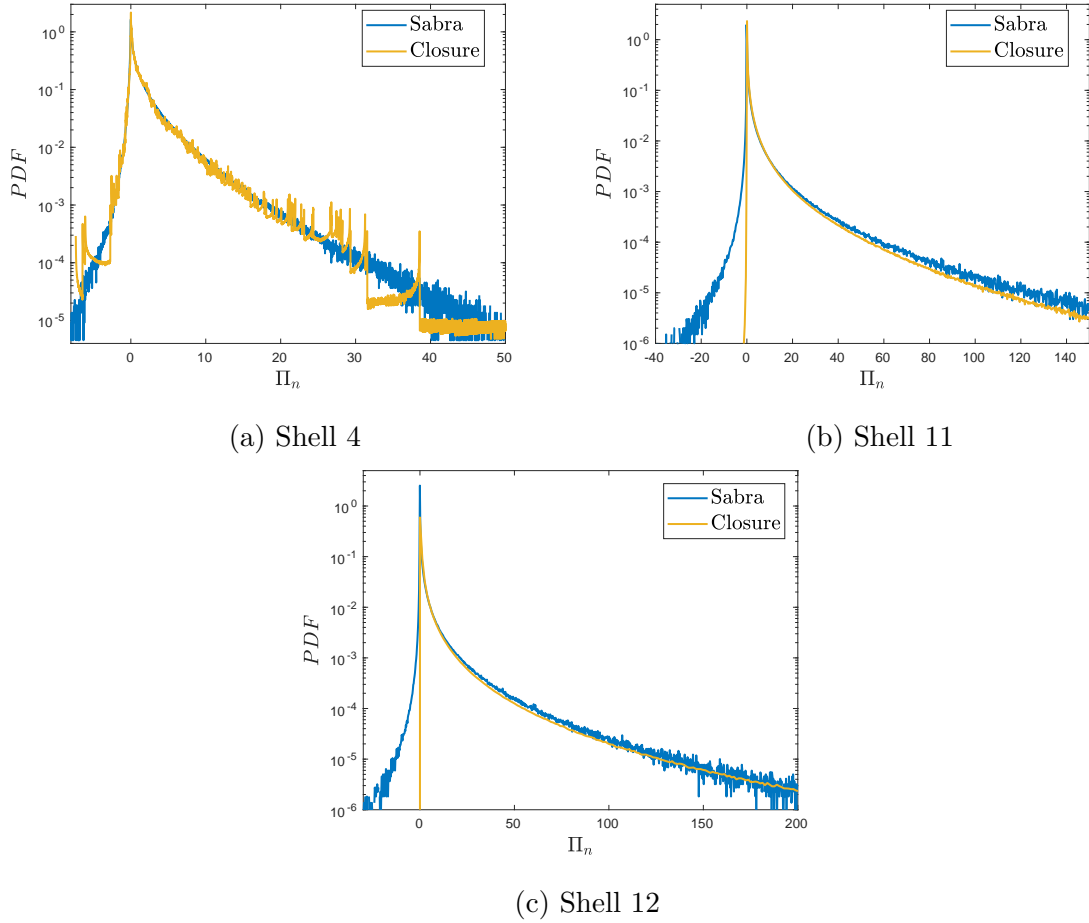 10^0
10^-1
10^-2
10^-3
10^-4
10^-5
PDF
0
10
20
30
40
50
Π_n
Sabra
Closure
(a) Shell 4
10^0
10^-1
10^-2
10^-3
10^-4
10^-5
10^-6
PDF
-40
-20
0
20
40
60
80
100
120
140
Π_n
Sabra
Closure
(b) Shell 11
10^0
10^-1
10^-2
10^-3
10^-4
10^-5
10^-6
PDF
0
50
100
150
200
Π_n
Sabra
Closure
(c) Shell 12